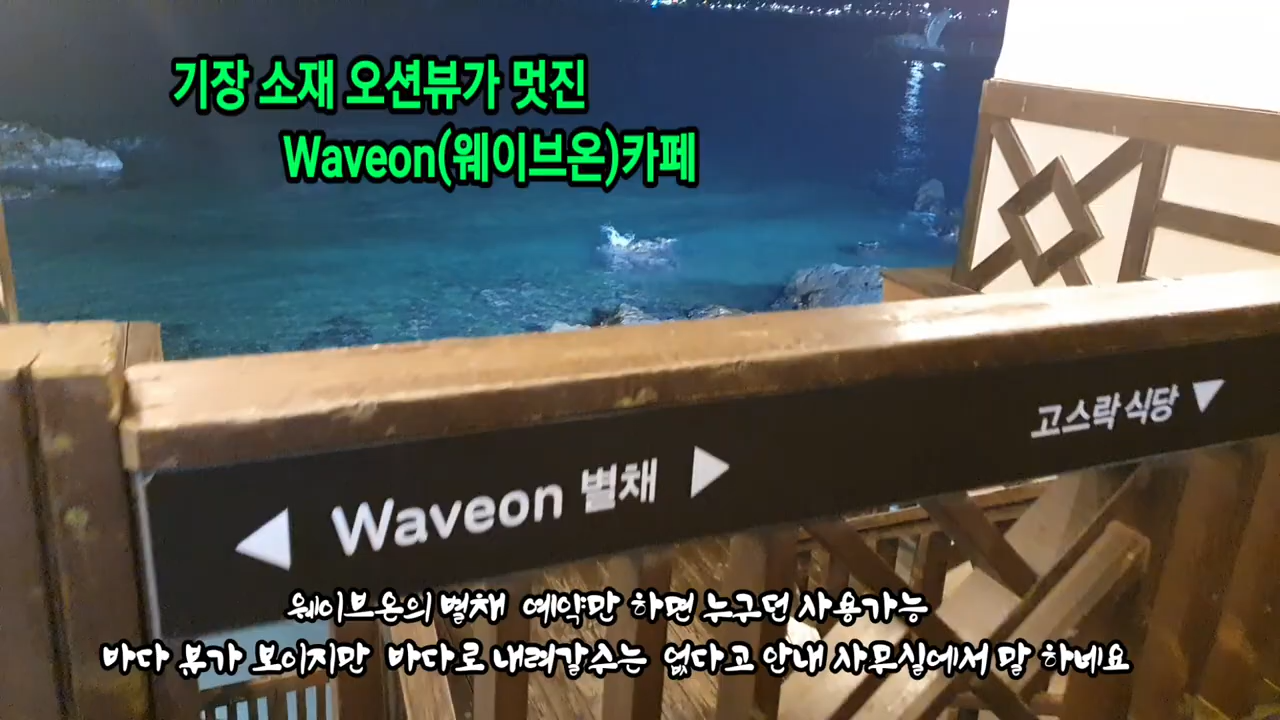 기장 소재 오션뷰가 멋진
Waveon(웨이브온)카페
◀ Waveon 별채 ▶
고스락 식당 ▼
웨이브온의 별채 예약만 하면 누구던 사용가능
바다 뷰가 보이지만 바다로 내려갈수는 없다고 안내 사무실에서 말 하네요